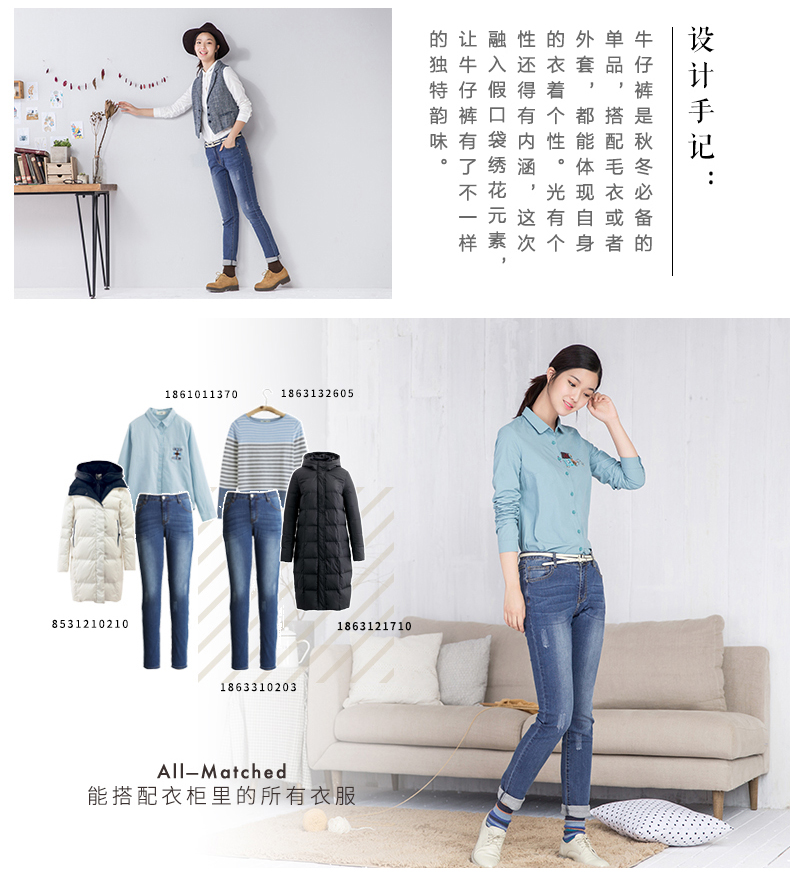 设计手记：
牛仔裤是秋冬必备的
单品，搭配毛衣或者
外套，都能体现自身
的衣着个性。光有个
性还得有内涵，这次
融入假口袋绣花元素，
让牛仔裤有了不一样
的独特韵味。
1861011370
1863132605
8531210210
1863121710
1863310203
All—Matched
能搭配衣柜里的所有衣服